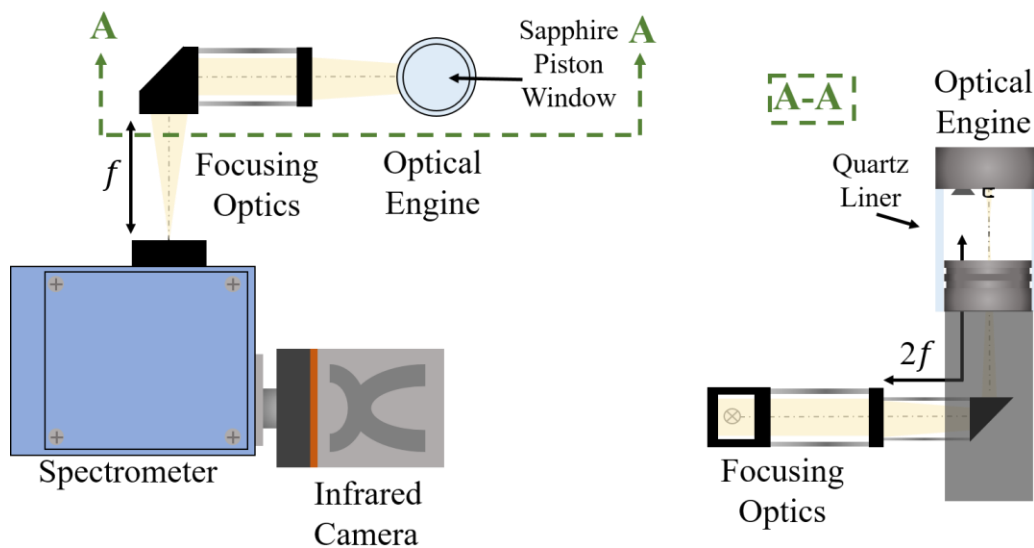 A
A
Sapphire
Piston
Window
f
Focusing
Optics
Optical
Engine
Spectrometer
Infrared
Camera
A-A
Optical
Engine
Quartz
Liner
2f
Focusing
Optics